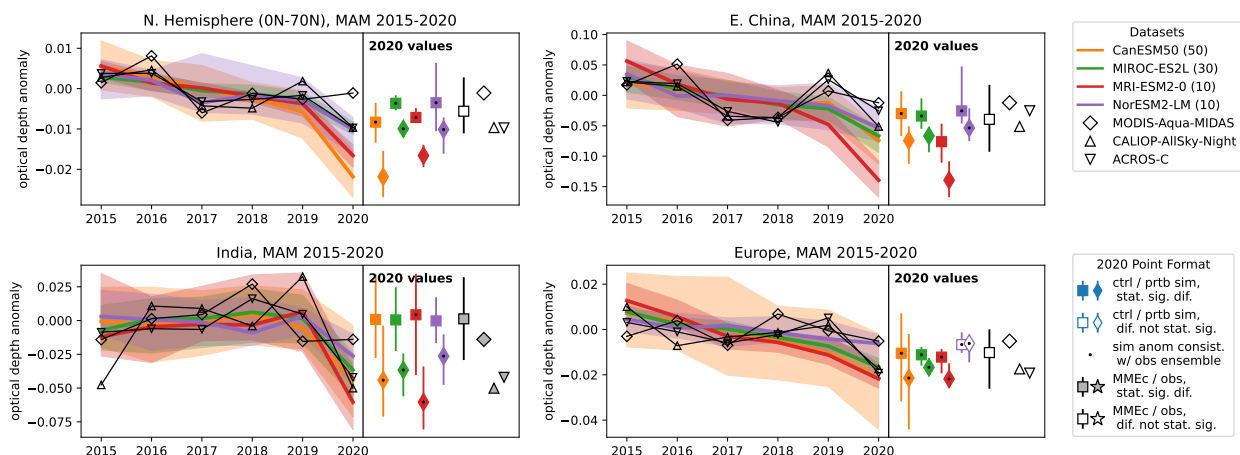 N. Hemisphere (0N-70N), MAM 2015-2020
optical depth anomaly
0.01
0.00
−0.01
−0.02
2015 2016 2017 2018 2019 2020
2020 values
E. China, MAM 2015-2020
optical depth anomaly
0.10
0.05
0.00
−0.05
−0.10
−0.15
2015 2016 2017 2018 2019 2020
2020 values
Datasets
CanESM50 (50)
MIROC-ES2L (30)
MRI-ESM2-0 (10)
NorESM2-LM (10)
MODIS-Aqua-MIDAS
CALIOP-AllSky-Night
ACROS-C
India, MAM 2015-2020
optical depth anomaly
0.025
0.000
−0.025
−0.050
−0.075
2015 2016 2017 2018 2019 2020
2020 values
Europe, MAM 2015-2020
optical depth anomaly
0.02
0.00
−0.02
−0.04
2015 2016 2017 2018 2019 2020
2020 values
2020 Point Format
ctrl / prtb sim,
stat. sig. dif.
ctrl / prtb sim,
dif. not stat. sig.
sim anom consist.
w/ obs ensemble
MMEc / obs,
stat. sig. dif.
MMEc / obs,
dif. not stat. sig.